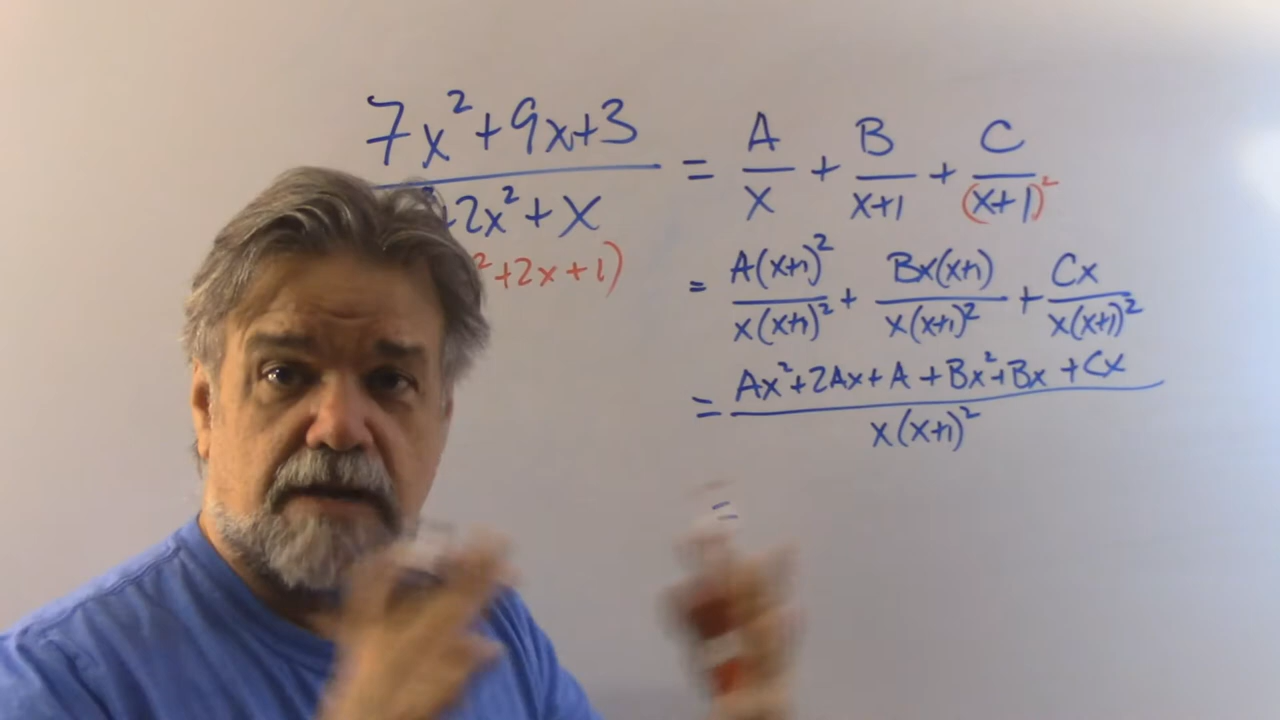 7x²+9x+3 = A/x + B/(x+1) + C/(x+1)²
2x²+x
²+2x+1)
= A(x+1)²/x(x+1)² + Bx(x+1)/x(x+1)² + Cx/x(x+1)²
= Ax²+2Ax+A+Bx²+Bx+Cx
x(x+1)²
=